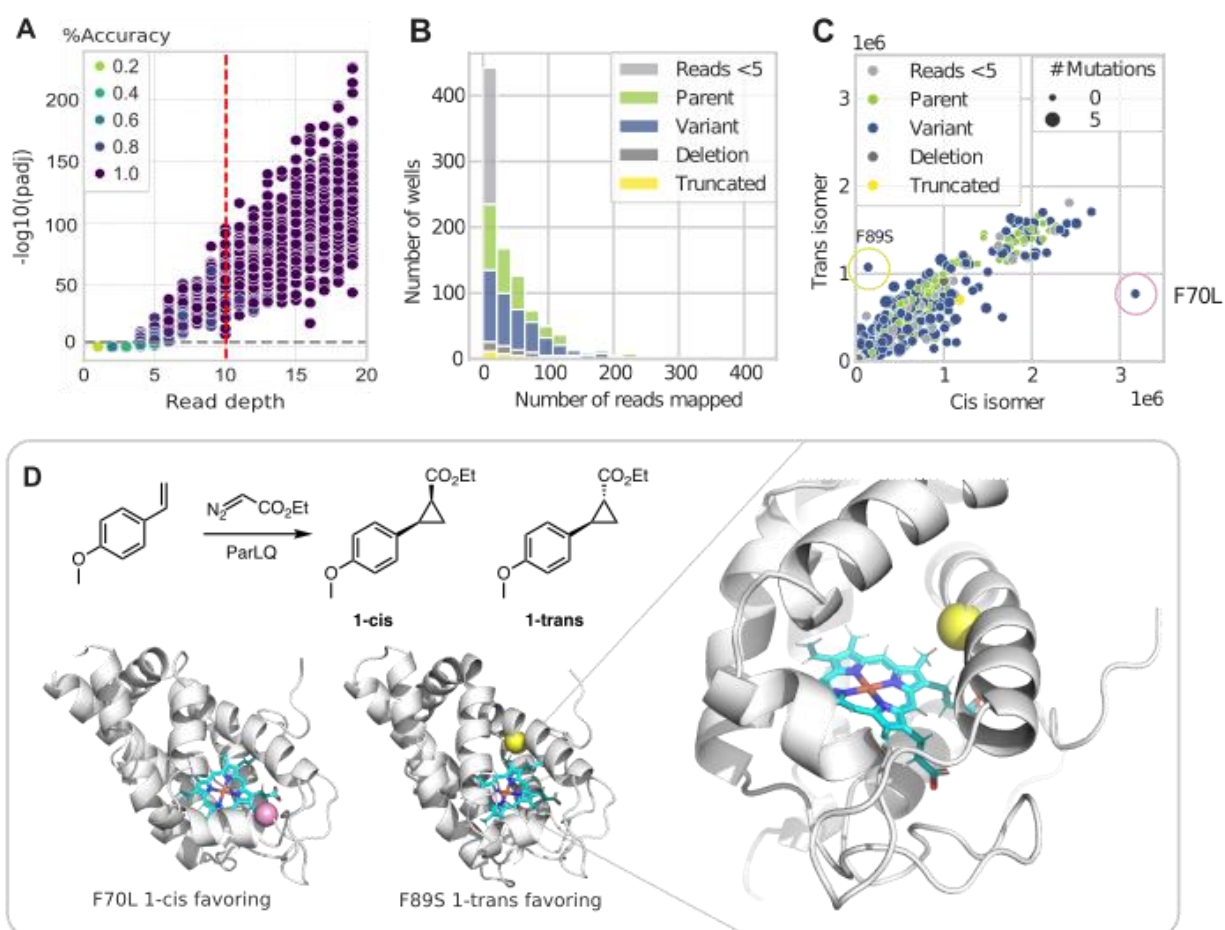 A
%Accuracy
0.2
0.4
0.6
0.8
1.0
200
150
100
50
0
-log10(padj)
0 5 10 15 20
Read depth
B
Reads <5
Parent
Variant
Deletion
Truncated
400
300
200
100
0
Number of wells
0 100 200 300 400
Number of reads mapped
C
1e6
Reads <5
Parent
Variant
Deletion
Truncated
#Mutations
0
5
3
2
1
0
Trans isomer
F89S
F70L
0 1 2 3
Cis isomer
1e6
D
N2
CO2Et
ParLQ
O
CO2Et
O
1-cis
CO2Et
O
1-trans
F70L 1-cis favoring
F89S 1-trans favoring